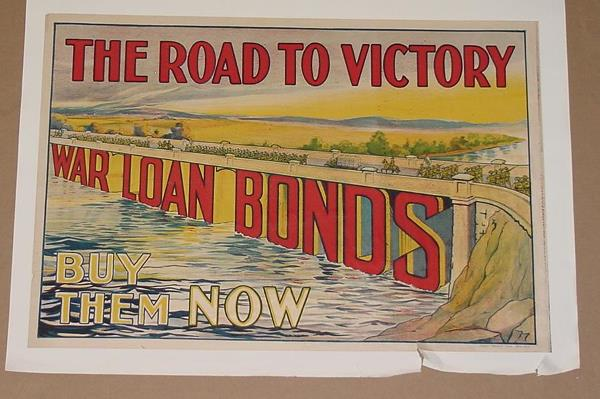 THE ROAD TO VICTORY
WAR LOAN BONDS
BUY
THEM NOW